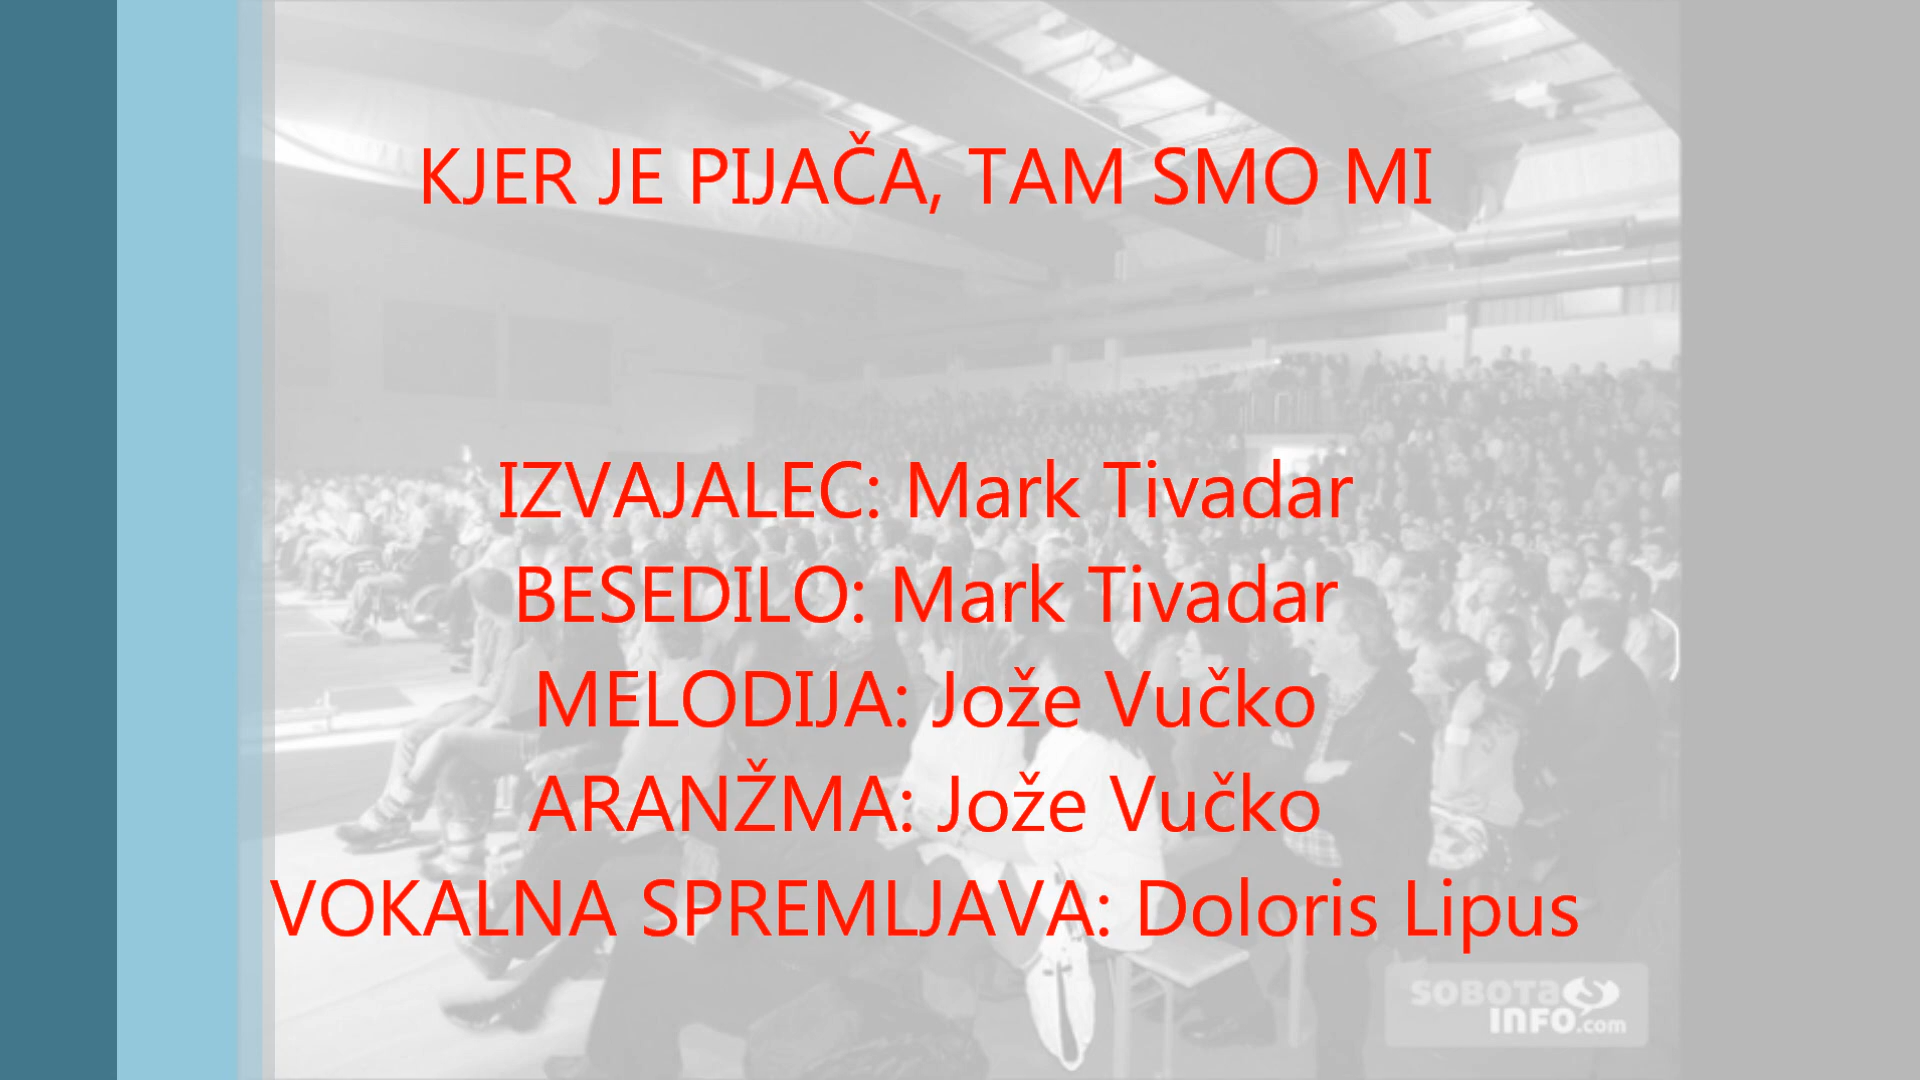 KJER JE PIJAČA, TAM SMO MI
IZVAJALEC: Mark Tivadar
BESEDILO: Mark Tivadar
MELODIJA: Jože Vučko
ARANŽMA: Jože Vučko
VOKALNA SPREMLJAVA: Doloris Lipus
SOBOTA
INFO.com